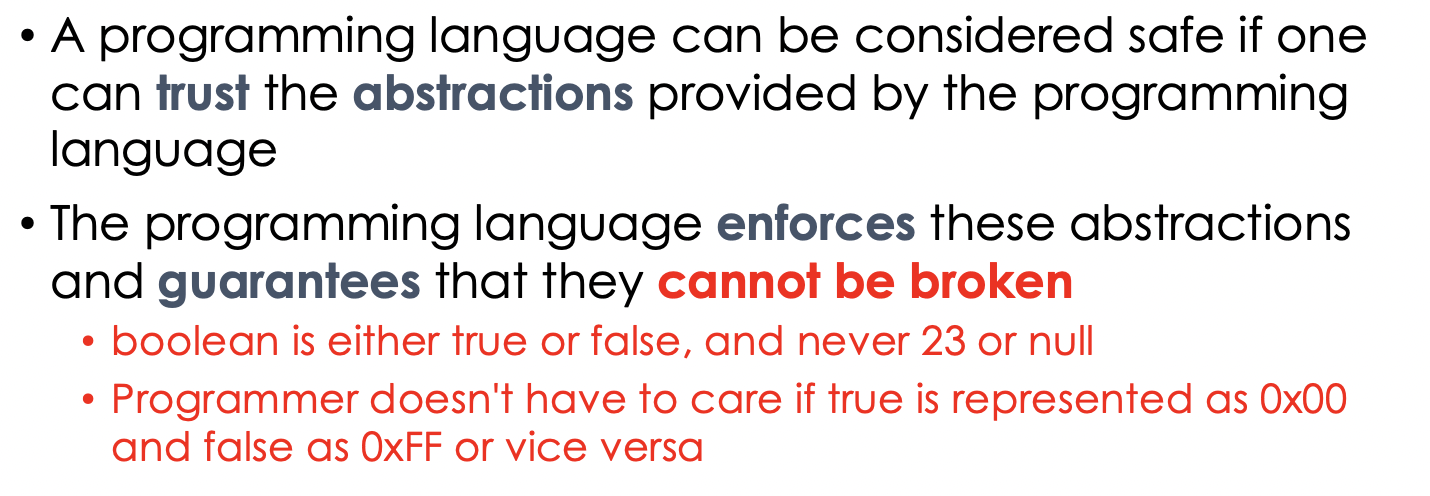 • A programming language can be considered safe if one
can trust the abstractions provided by the programming
language
• The programming language enforces these abstractions
and guarantees that they cannot be broken
• boolean is either true or false, and never 23 or null
• Programmer doesn't have to care if true is represented as 0x00
and false as 0xFF or vice versa